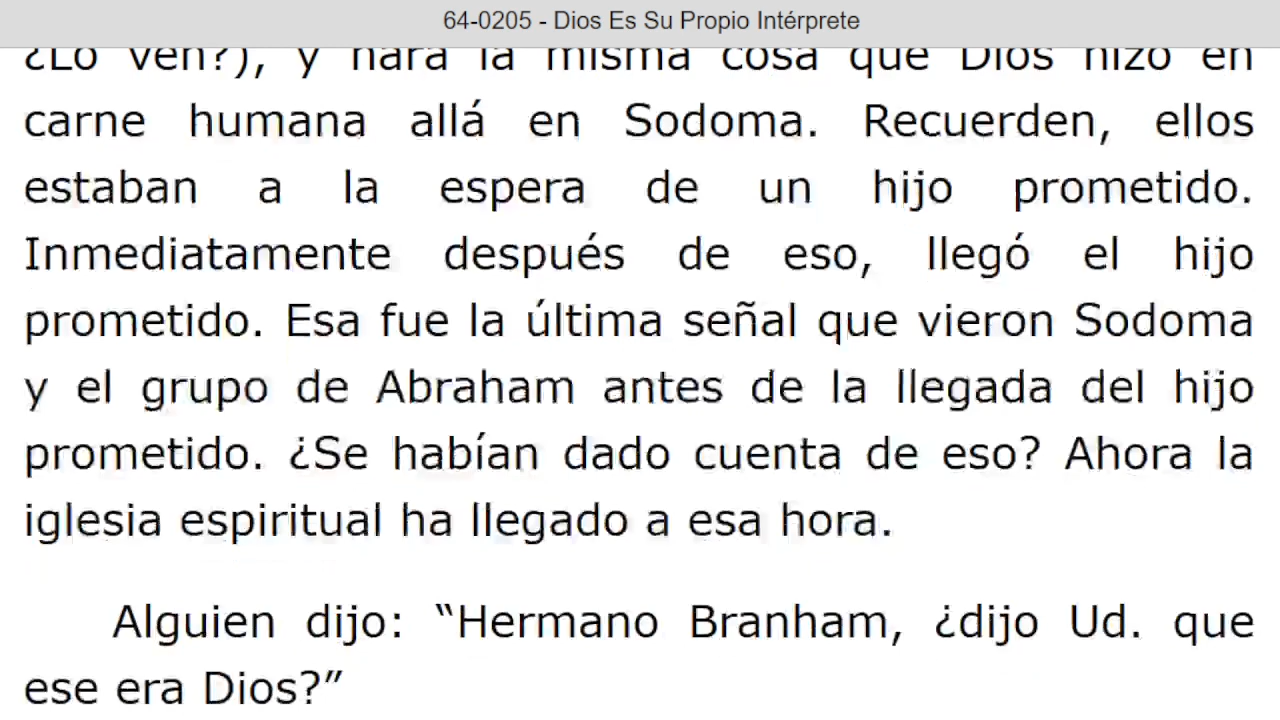 64-0205 - Dios Es Su Propio Intérprete
¿Lo ven?), y hará la misma cosa que Dios hizo en
carne humana allá en Sodoma. Recuerden, ellos
estaban a la espera de un hijo prometido.
Inmediatamente después de eso, llegó el hijo
prometido. Esa fue la última señal que vieron Sodoma
y el grupo de Abraham antes de la llegada del hijo
prometido. ¿Se habían dado cuenta de eso? Ahora la
iglesia espiritual ha llegado a esa hora.
Alguien dijo: “Hermano Branham, ¿dijo Ud. que
ese era Dios?”